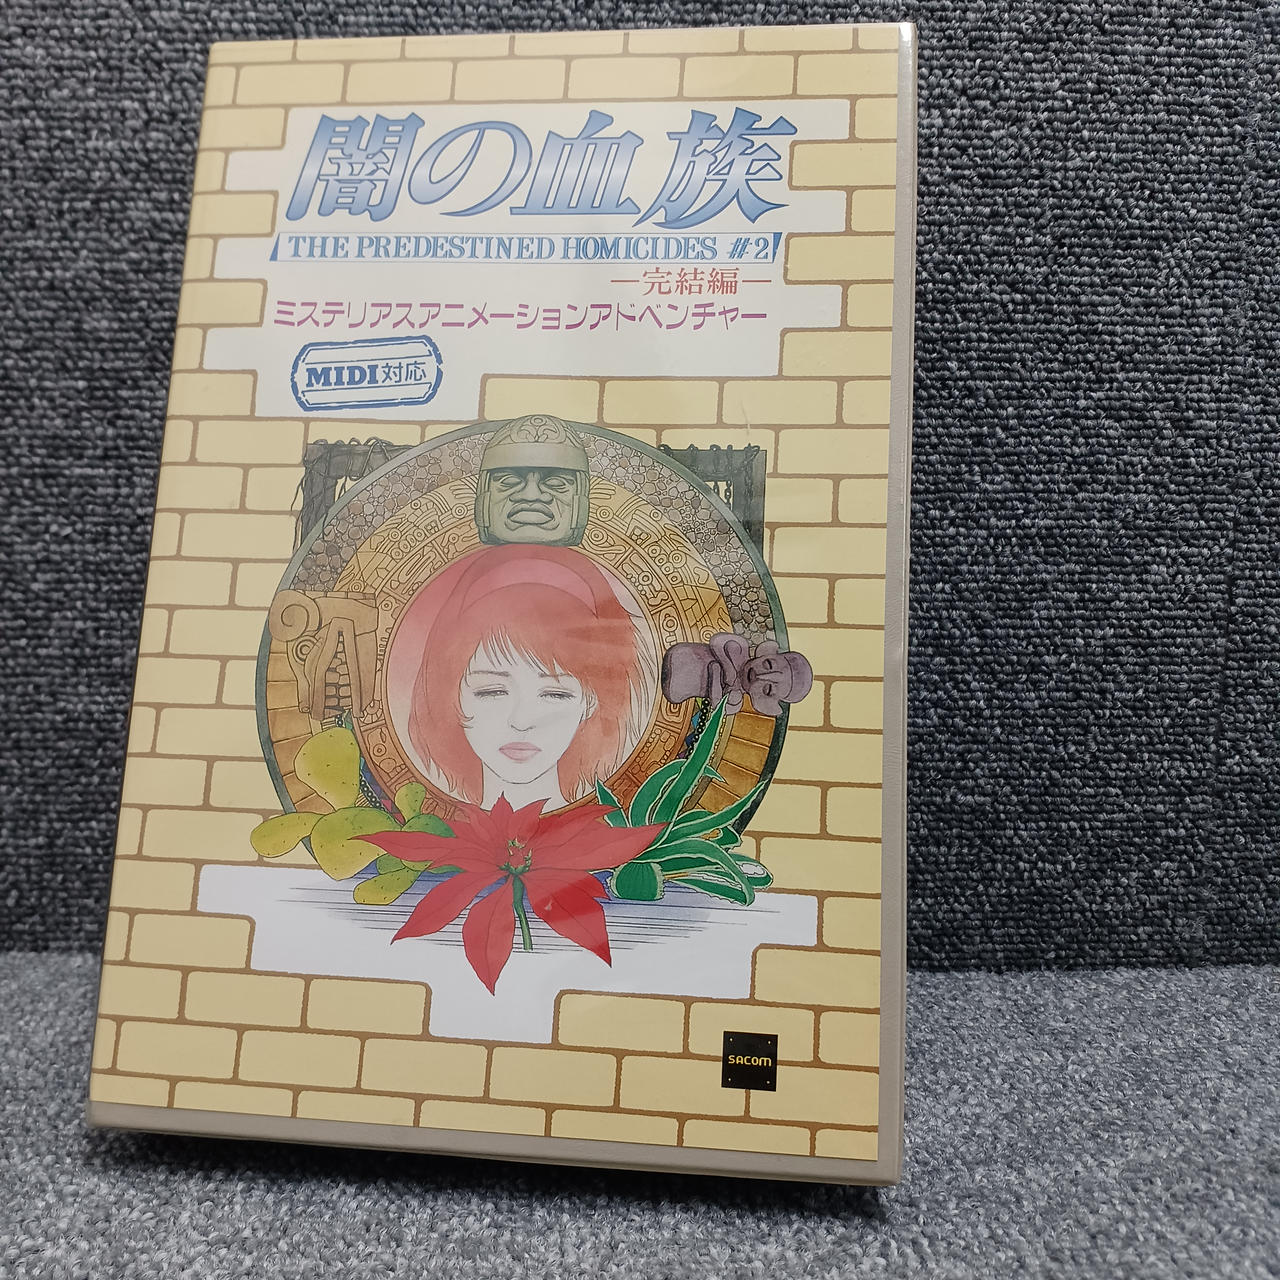 闇の血族
THE PREDESTINED HOMICIDES #2
―完結編―
ミステリアスアニメーションアドベンチャー
MIDI対応
SACOM